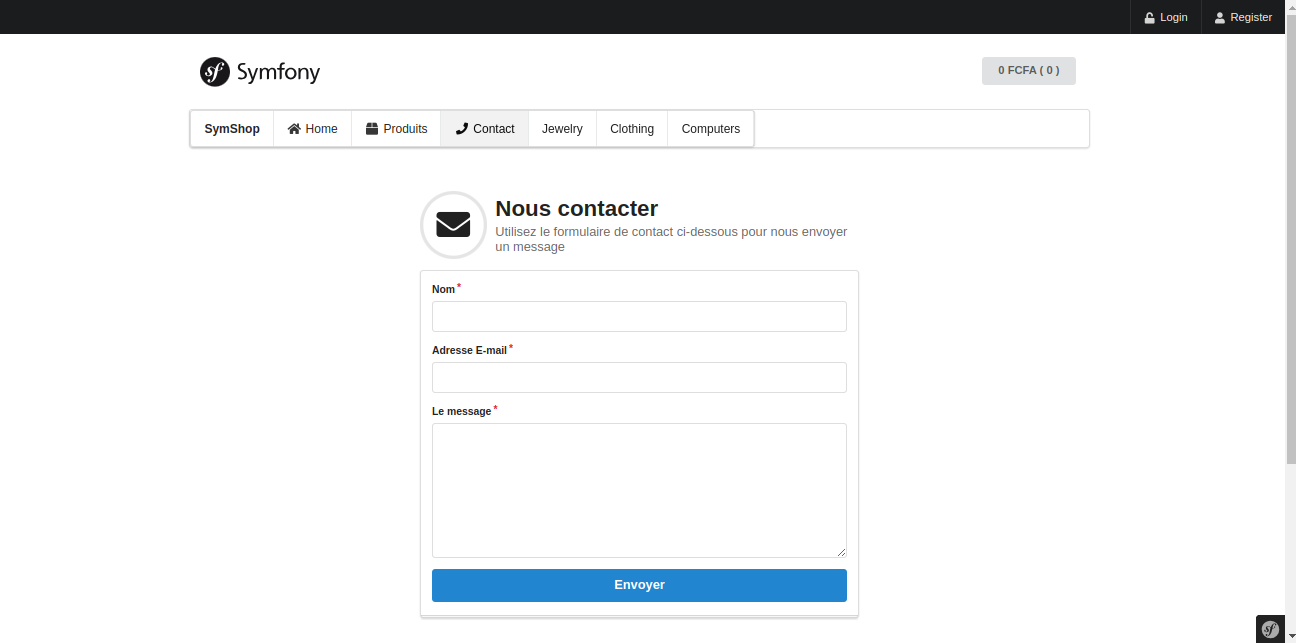 Login Register
Symfony
0 FCFA ( 0 )
SymShop Home Produits Contact Jewelry Clothing Computers
Nous contacter
Utilisez le formulaire de contact ci-dessous pour nous envoyer
un message
Nom*
Adresse E-mail*
Le message*
Envoyer